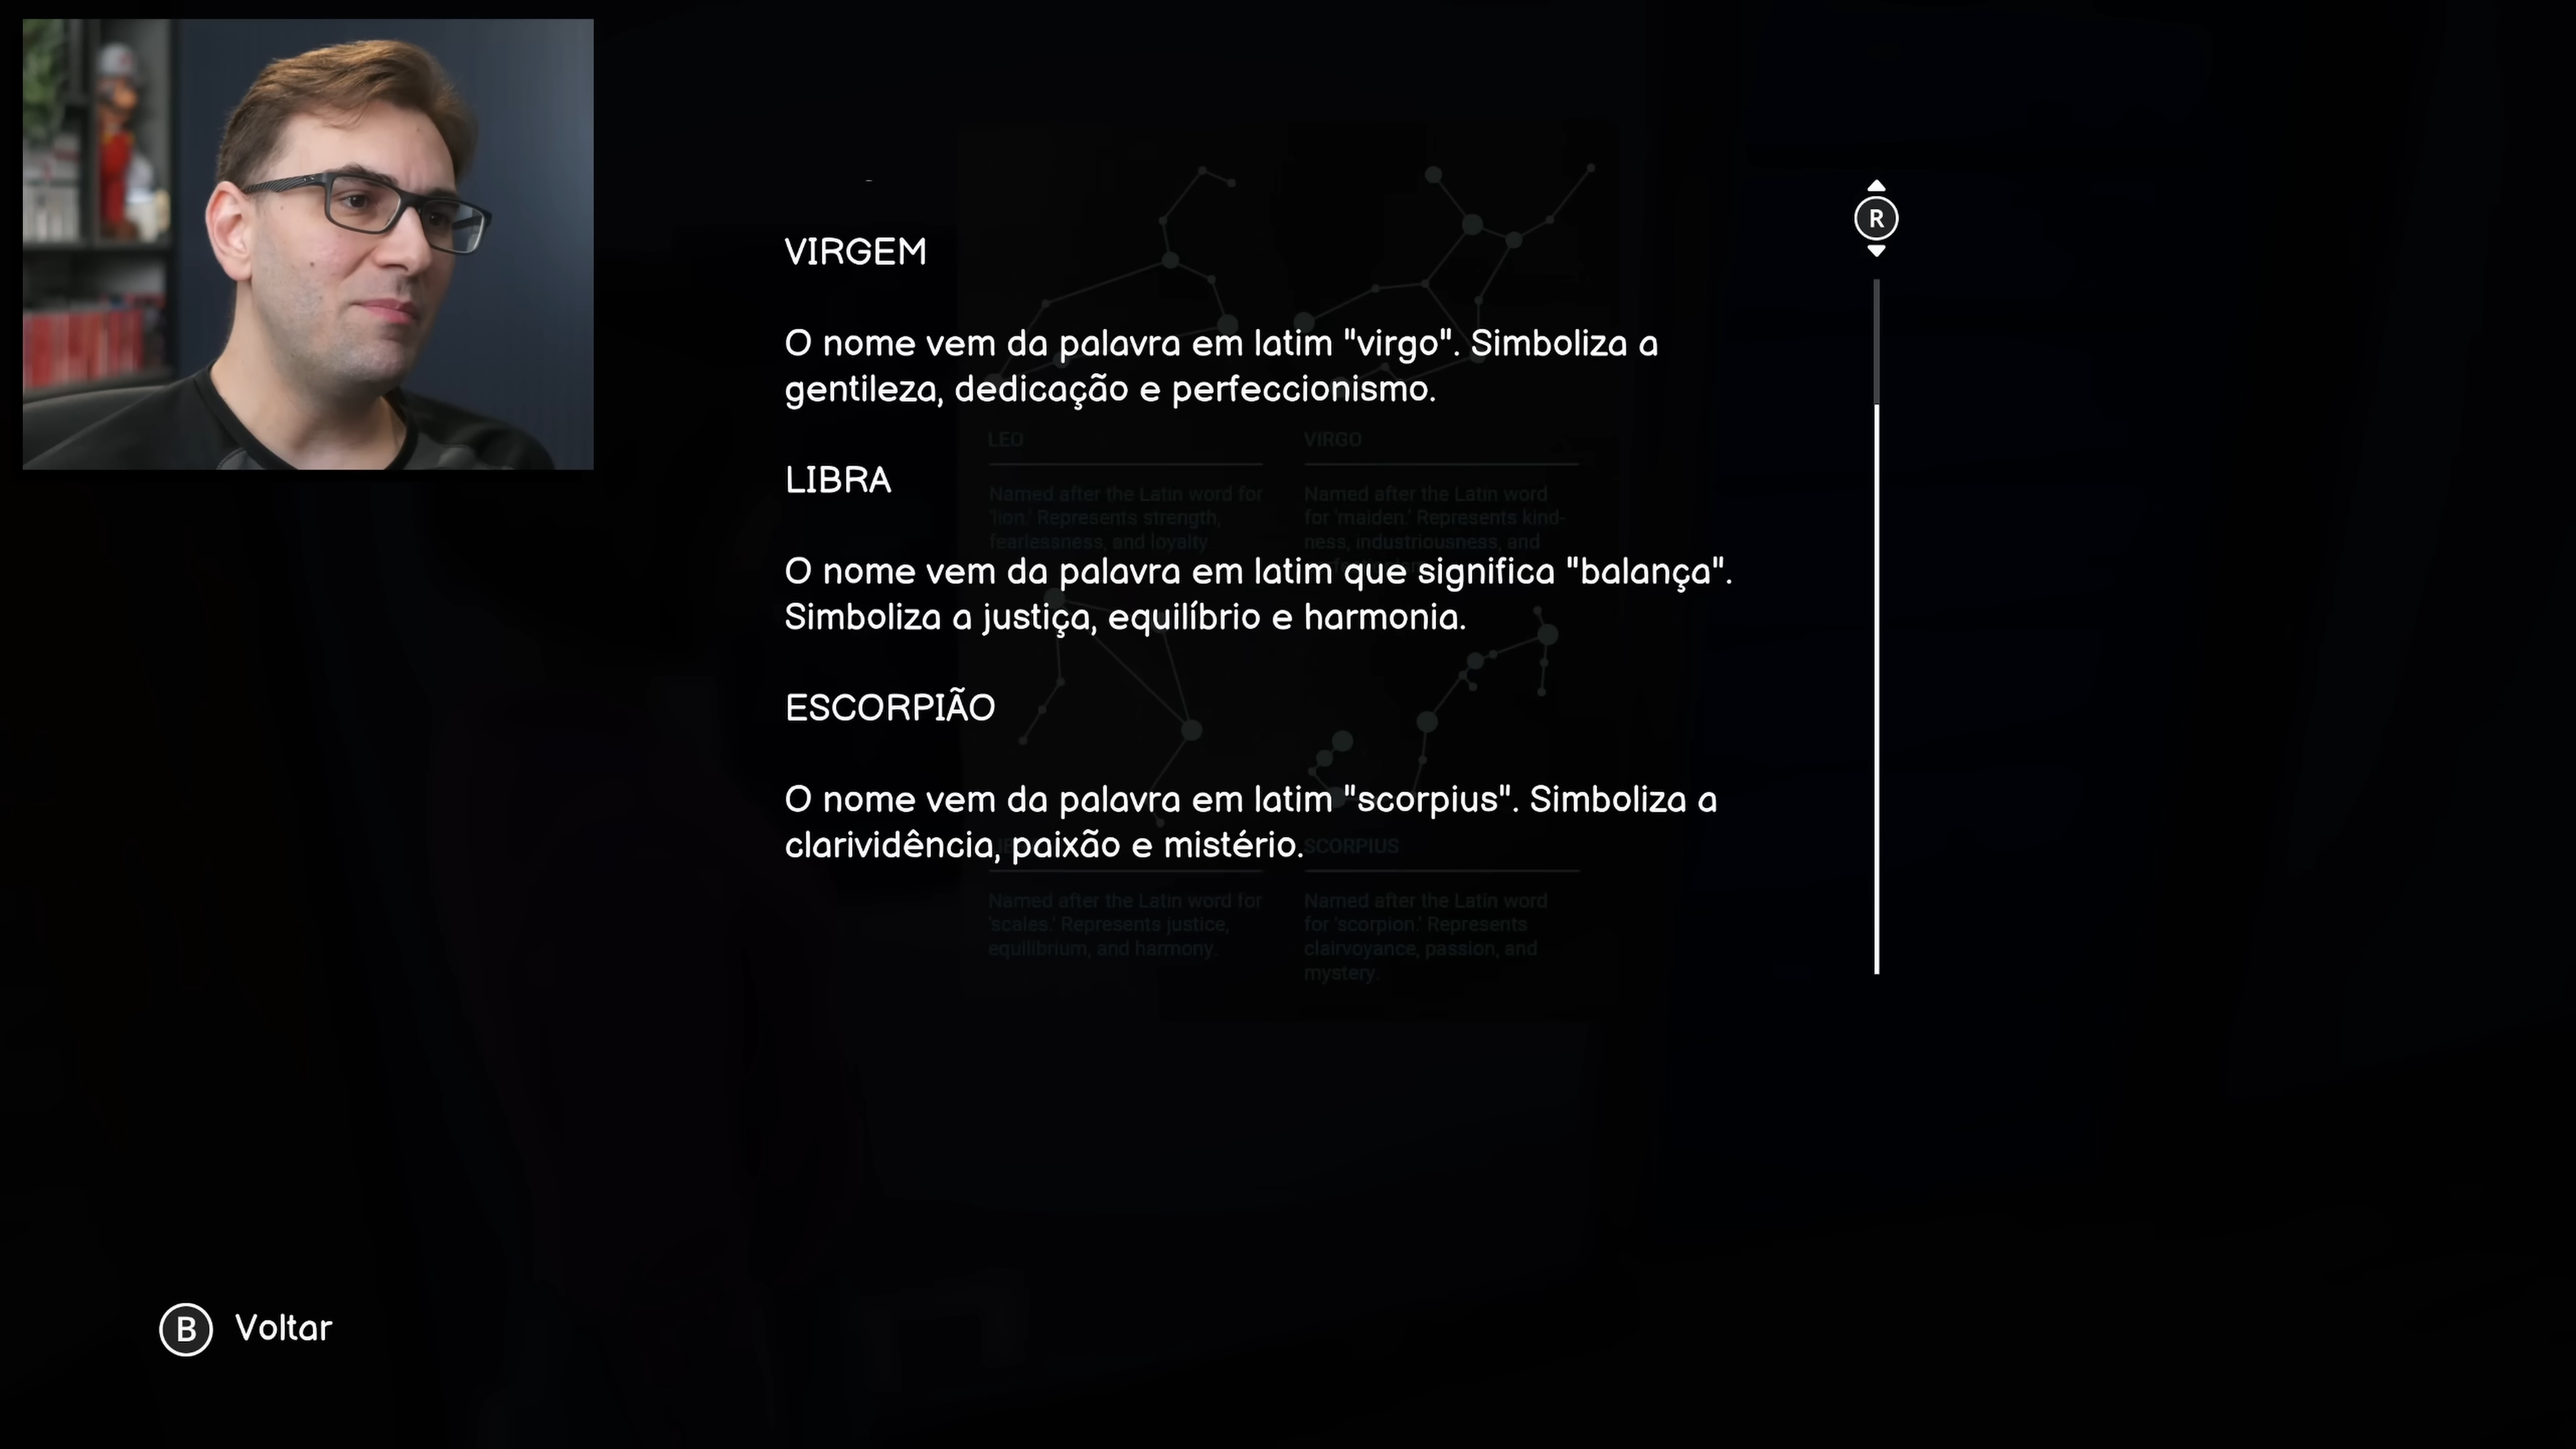 VIRGEM
O nome vem da palavra em latim "virgo". Simboliza a
gentileza, dedicação e perfeccionismo.
LIBRA
O nome vem da palavra em latim que significa "balança".
Simboliza a justiça, equilíbrio e harmonia.
ESCORPIÃO
O nome vem da palavra em latim "scorpius". Simboliza a
clarividência, paixão e mistério.
LEO
Named after the Latin word for
'lion.' Represents strength,
fearlessness, and loyalty
VIRGO
Named after the Latin word
for 'maiden.' Represents kind-
ness, industriousness, and
Named after the Latin word for
'scales.' Represents justice,
equilibrium, and harmony.
SCORPIUS
Named after the Latin word
for 'scorpion.' Represents
clairvoyance, passion, and
mystery.
R
B Voltar